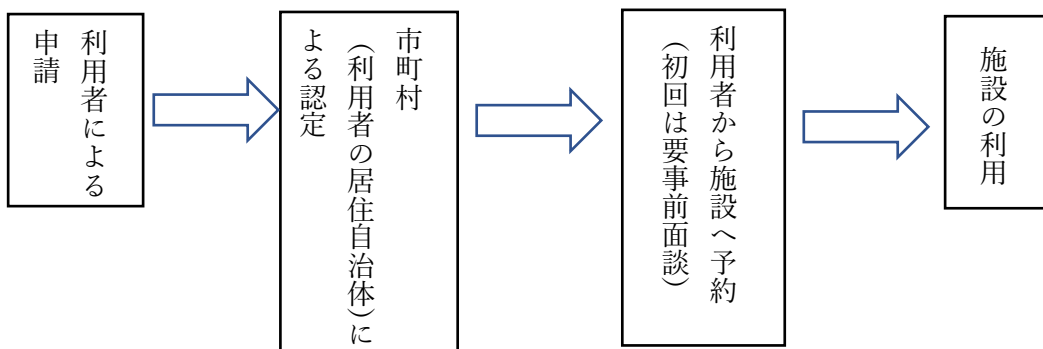 利用者による
申請
市町村
(利用者の居住自治体)に
よる認定
利用者から施設へ予約
(初回は要事前面談)
施設の利用